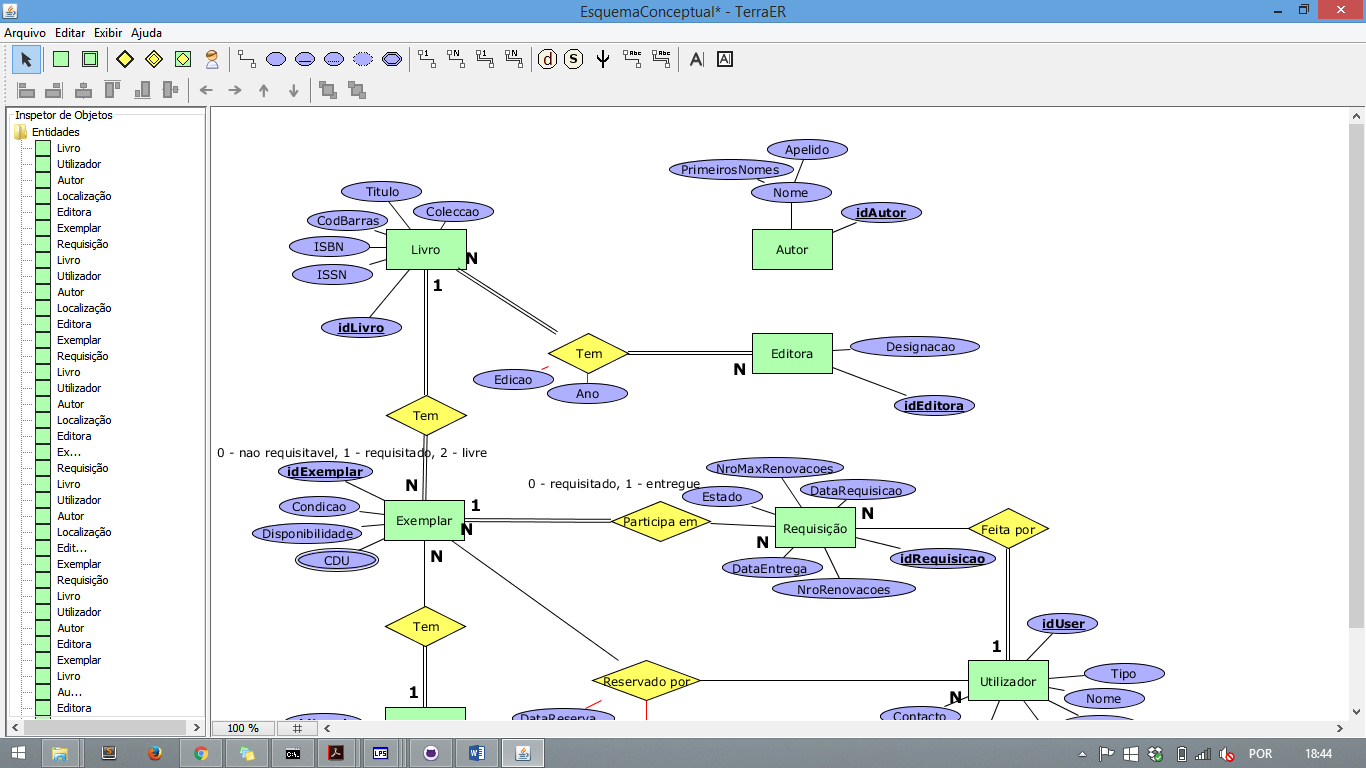 EsquemaConceptual* - TerraER
Arquivo Editar Exibir Ajuda
1 N 1 N d S Abc Abc A A
Inspetor de Objetos
Entidades
Livro
Utilizador
Autor
Localização
Editora
Exemplar
Requisição
Livro
Utilizador
Autor
Localização
Editora
Exemplar
Requisição
Livro
Utilizador
Autor
Localização
Editora
Ex...
Requisição
Livro
Utilizador
Autor
Localização
Edit...
Exemplar
Requisição
Livro
Utilizador
Autor
Editora
Exemplar
Livro
Au...
Editora
Apelido
PrimeirosNomes
Nome
idAutor
Autor
Titulo
Coleccao
CodBarras
ISBN
Livro
N
ISSN
1
idLivro
Tem
Editora
Designacao
N
Edicao
Ano
idEditora
Tem
0 - nao requisitavel, 1 - requisitado, 2 - livre
idExemplar
N
0 - requisitado, 1 - entregue
NroMaxRenovacoes
Estado
DataRequisicao
Condicao
1
N
Exemplar
N
Participa em
Requisição
Feita por
Disponibilidade
N
CDU
N
idRequisicao
DataEntrega
NroRenovacoes
Tem
idUser
1
Reservado por
Utilizador
Tipo
1
N
Nome
DataReserva
Contacto
100 %
POR
18:44
LPS